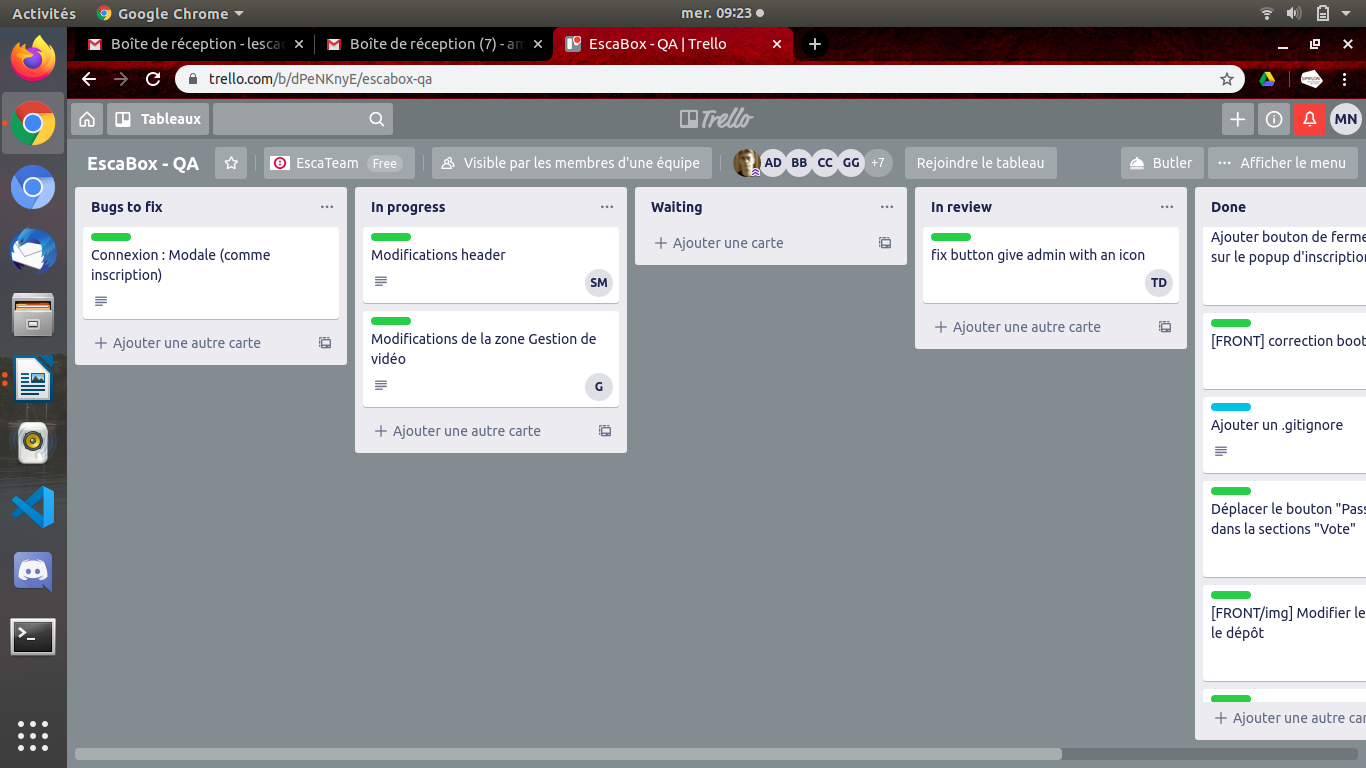 Activités
Google Chrome
mer. 09:23
Boîte de réception - lesca
Boîte de réception (7) - am
EscaBox - QA | Trello
trello.com/b/dPeNKnyE/escabox-qa
Tableaux
Trello
MN
EscaBox - QA
EscaTeam Free
Visible par les membres d'une équipe
AD BB CC GG +7
Rejoindre le tableau
Butler
Afficher le menu
Bugs to fix
Connexion : Modale (comme
inscription)
Ajouter une autre carte
In progress
Modifications header
SM
Modifications de la zone Gestion de
vidéo
G
Ajouter une autre carte
Waiting
Ajouter une carte
In review
fix button give admin with an icon
TD
Ajouter une autre carte
Done
Ajouter bouton de ferme
sur le popup d'inscription
[FRONT] correction boot
Ajouter un .gitignore
Déplacer le bouton "Pass
dans la sections "Vote"
[FRONT/img] Modifier le
le dépôt
Ajouter une autre car